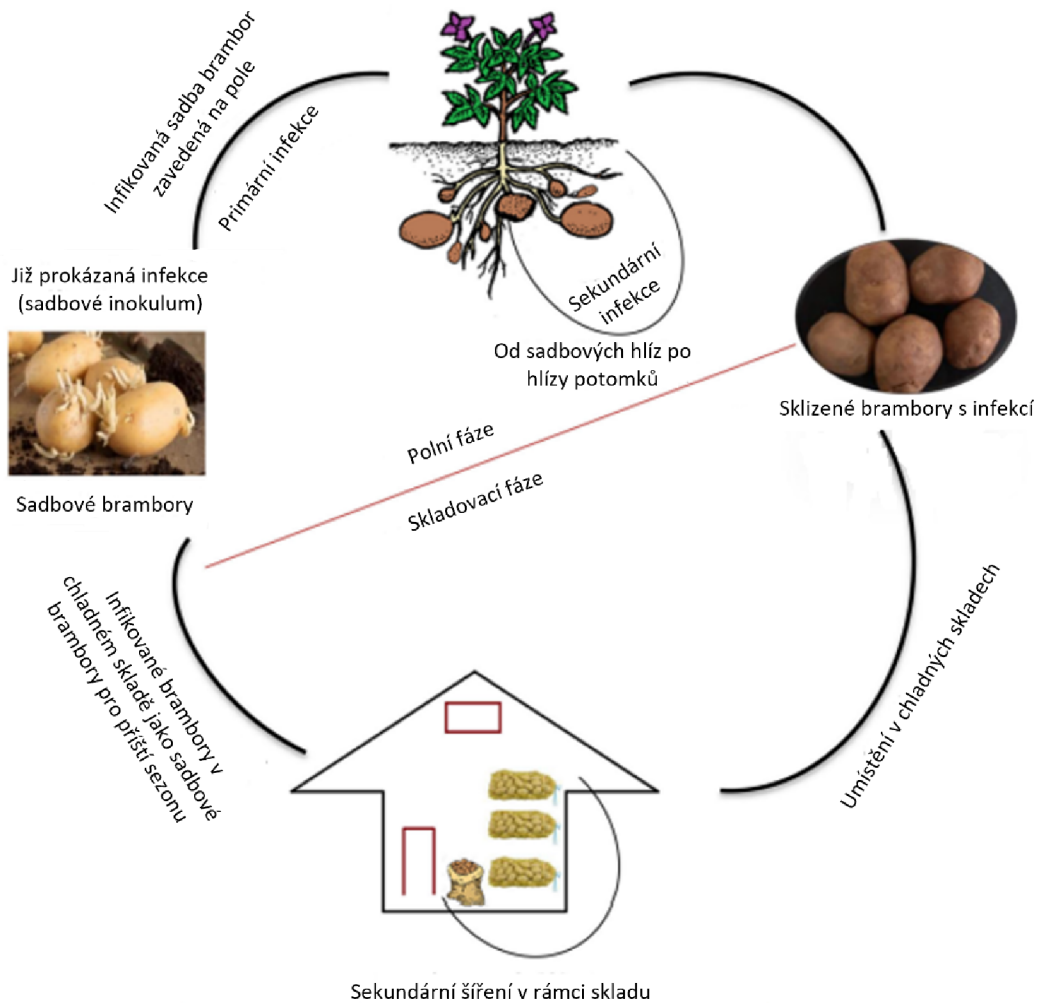 Infikovaná sadba brambor
zavedená na pole
Primární infekce
Již prokázaná infekce
(sadbové inokulum)
Sekundární
infekce
Od sadbových hlíz po
hlízy potomků
Sklizené brambory s infekcí
Polní fáze
Skladovací fáze
Sadbové brambory
Infikované brambory v
chladném skladě jako sadbové
brambory pro příští sezonu
Umistění v chladných skladech
Sekundární šíření v rámci skladu